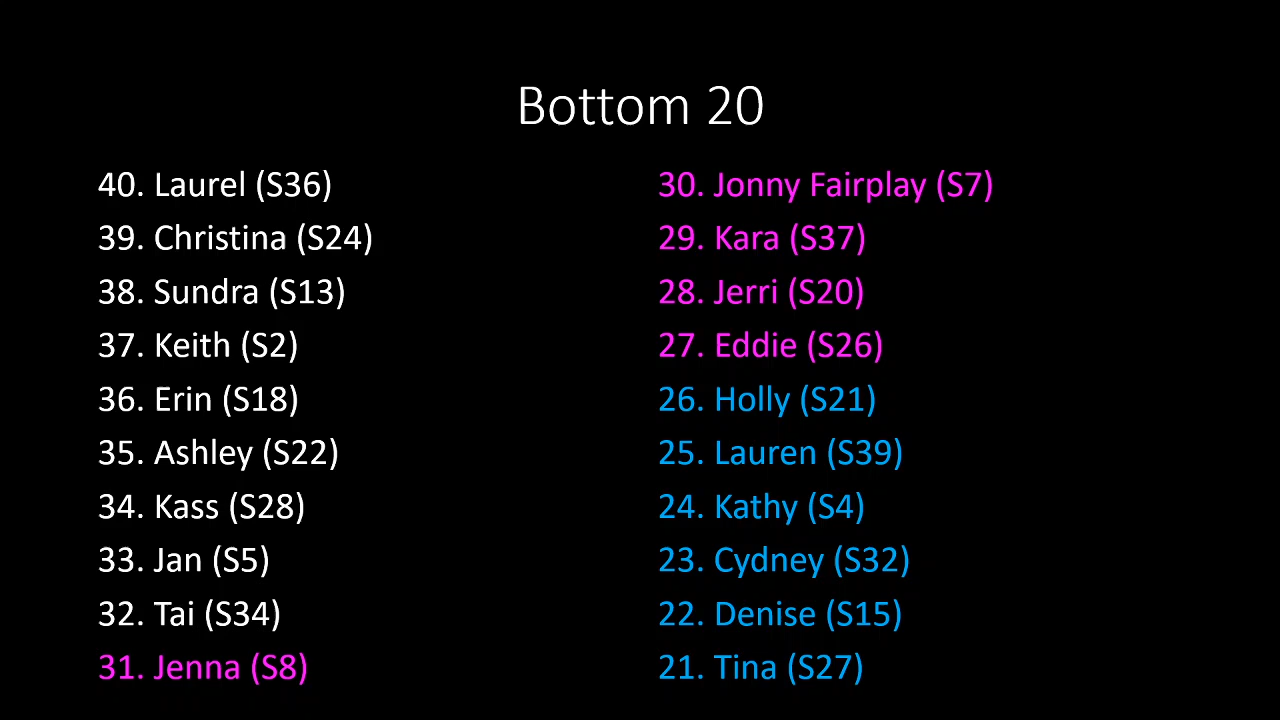 Bottom 20
40. Laurel (S36)
39. Christina (S24)
38. Sundra (S13)
37. Keith (S2)
36. Erin (S18)
35. Ashley (S22)
34. Kass (S28)
33. Jan (S5)
32. Tai (S34)
31. Jenna (S8)
30. Jonny Fairplay (S7)
29. Kara (S37)
28. Jerri (S20)
27. Eddie (S26)
26. Holly (S21)
25. Lauren (S39)
24. Kathy (S4)
23. Cydney (S32)
22. Denise (S15)
21. Tina (S27)